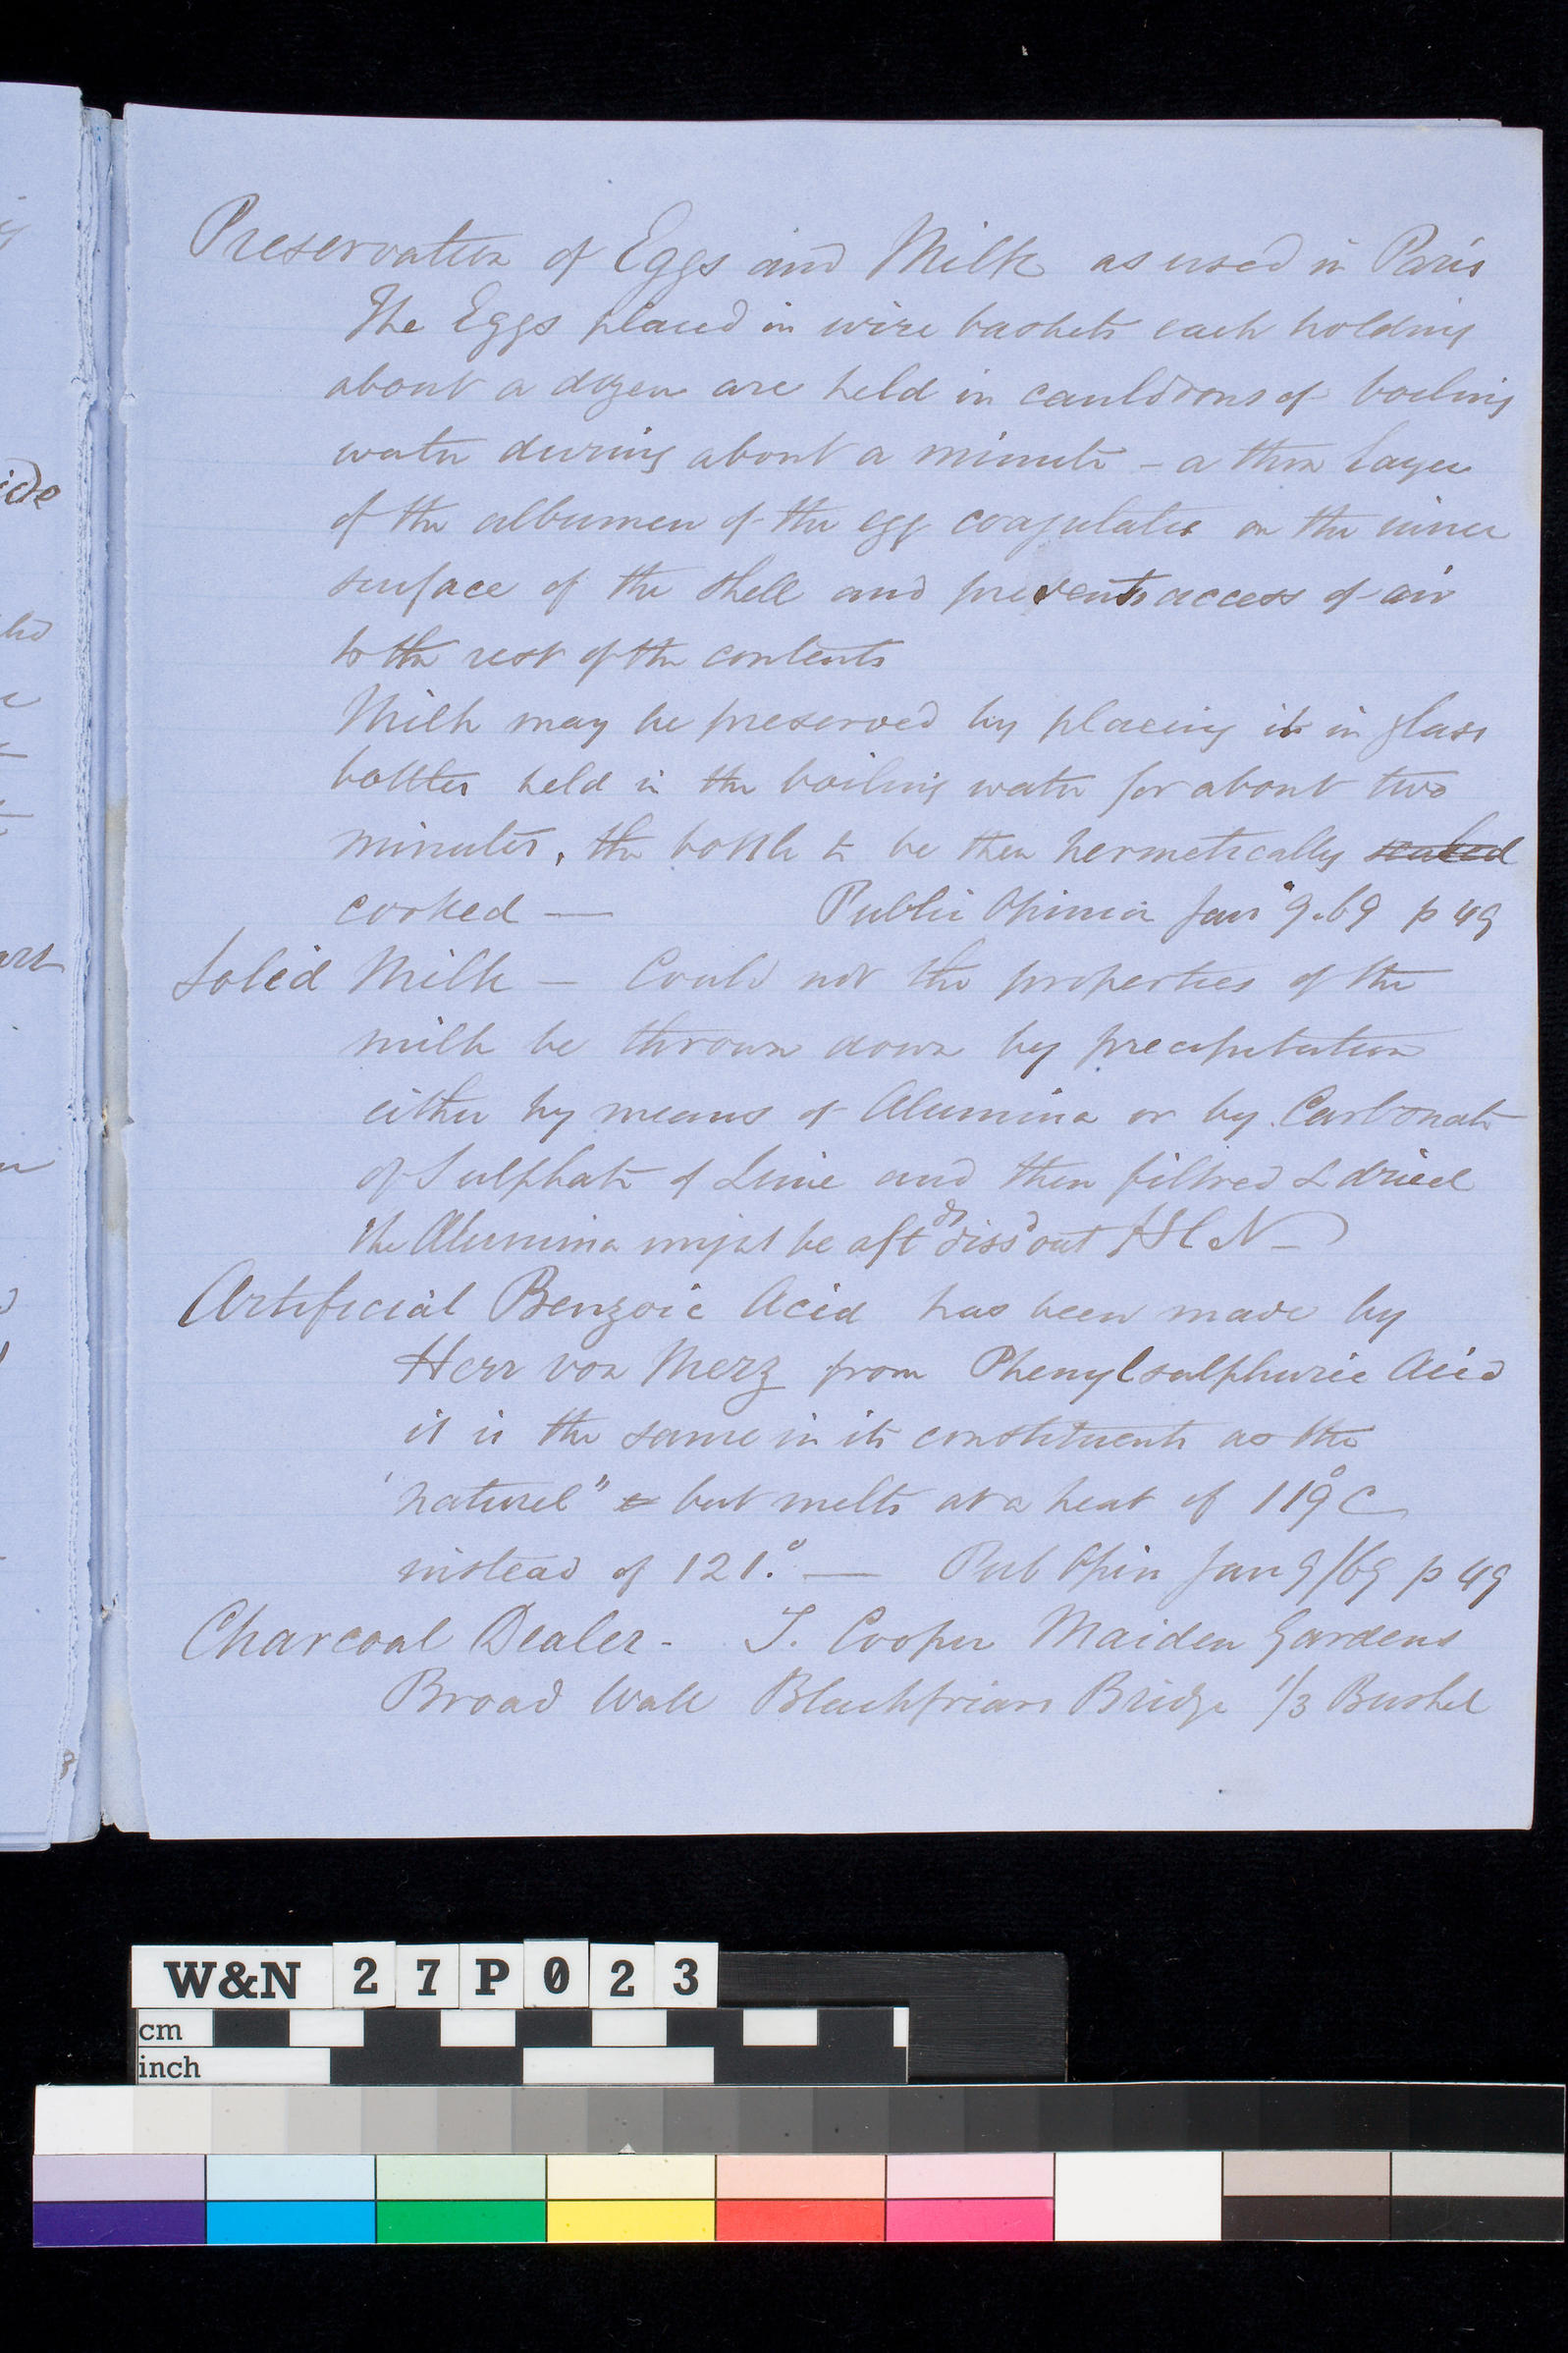 Preservation of Eggs and Milk as used in Paris
The Eggs placed in wire baskets each holding
about a dozen are held in cauldrons of boiling
water during about a minute – a thin layer
of the albumen of the egg coagulates on the inner
surface of the shell and prevents access of air
to the rest of the contents
Milk may be preserved by placing it in glass
bottles held in the boiling water for about two
minutes, the bottle to be then hermetically sealed
corked — Public Opinion Jan 9.69 p 49
Solid Milk – Could not the properties of the
milk be thrown down by precipitation
either by means of Alumina or by Carbonate
of Sulphate of Lime and then filtred & dried
the Alumina might be aftds dissd out
Artificial Benzoic Acid has been made by
Herr von Merz from Phenylsulphuric Acid
it is the same in its constituents as the
"naturel" but melts at a heat of 119° C
instead of 121.° — Pub Opin Jan 9/69 p 49
Charcoal Dealer - T. Cooper Maiden Gardens
Broad Wall Blackfriars Bridge 1/3 Bushel
ide
W&N 27P023
cm
inch